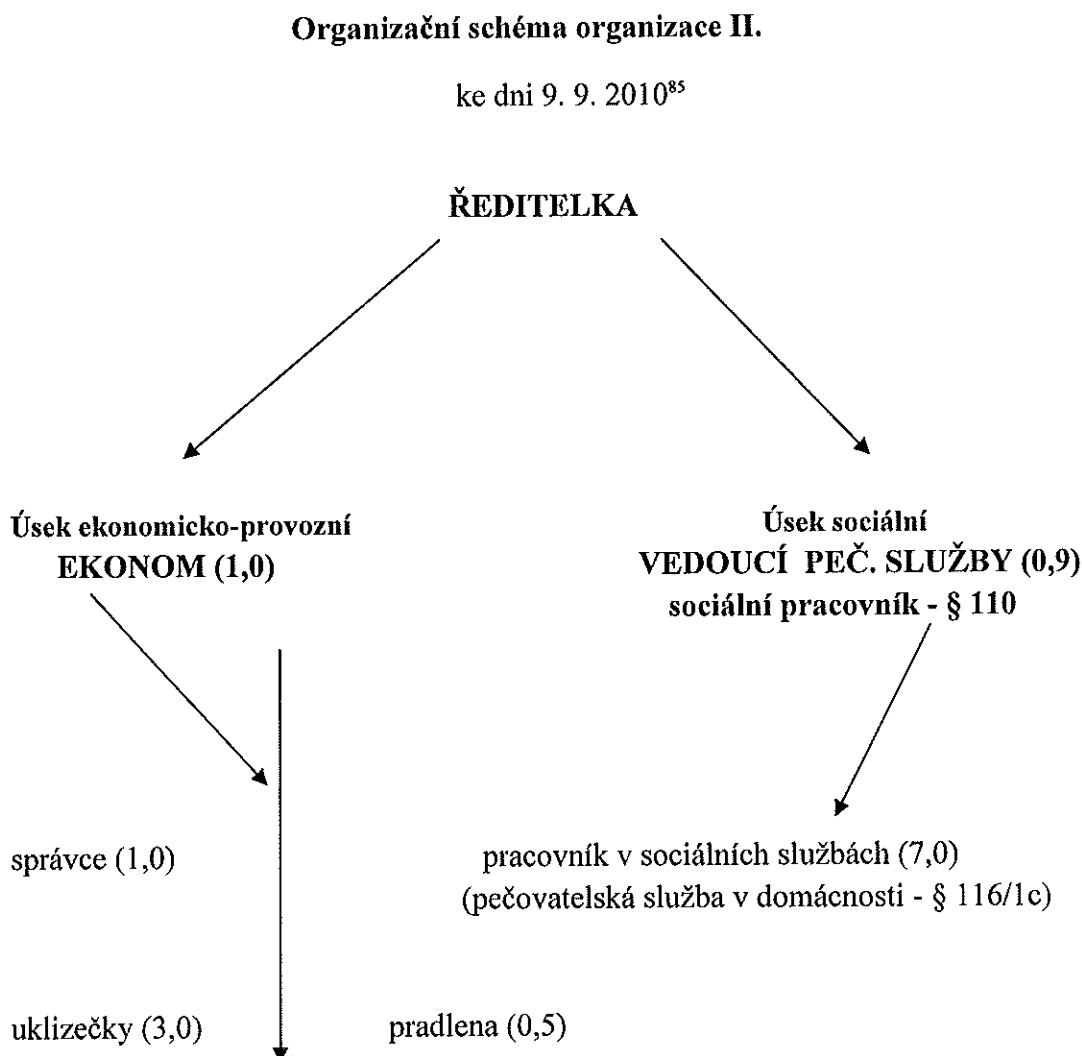 Organizační schéma organizace II.
ke dni 9. 9. 2010⁸⁵
ŘEDITELKA
Úsek ekonomicko-provozní
EKONOM (1,0)
Úsek sociální
VEDOUCÍ PEČ. SLUŽBY (0,9)
sociální pracovník - § 110
správce (1,0)
pracovník v sociálních službách (7,0)
(pečovatelská služba v domácnosti - § 116/1c)
uklizečky (3,0)
pradlena (0,5)